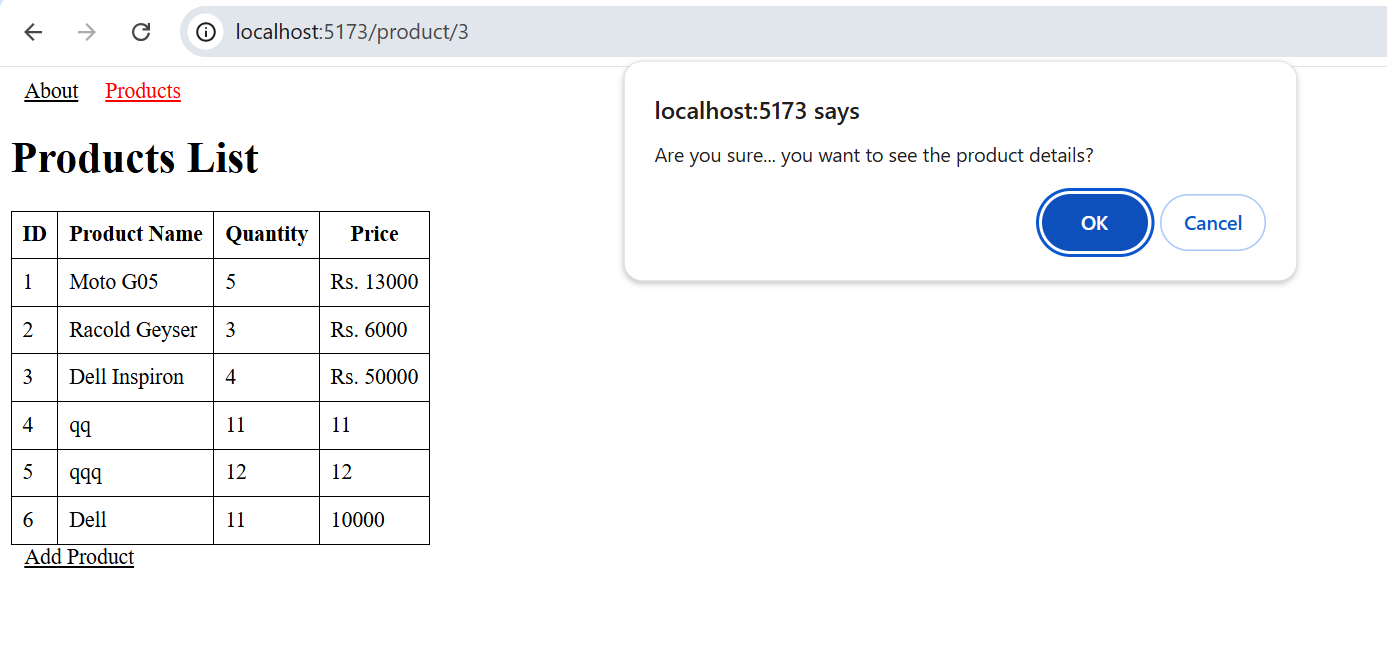 localhost:5173/product/3
About Products
localhost:5173 says
Are you sure... you want to see the product details?
OK Cancel
Products List
ID Product Name Quantity Price
1 Moto G05 5 Rs. 13000
2 Racold Geyser 3 Rs. 6000
3 Dell Inspiron 4 Rs. 50000
4 qq 11 11
5 qqq 12 12
6 Dell 11 10000
Add Product